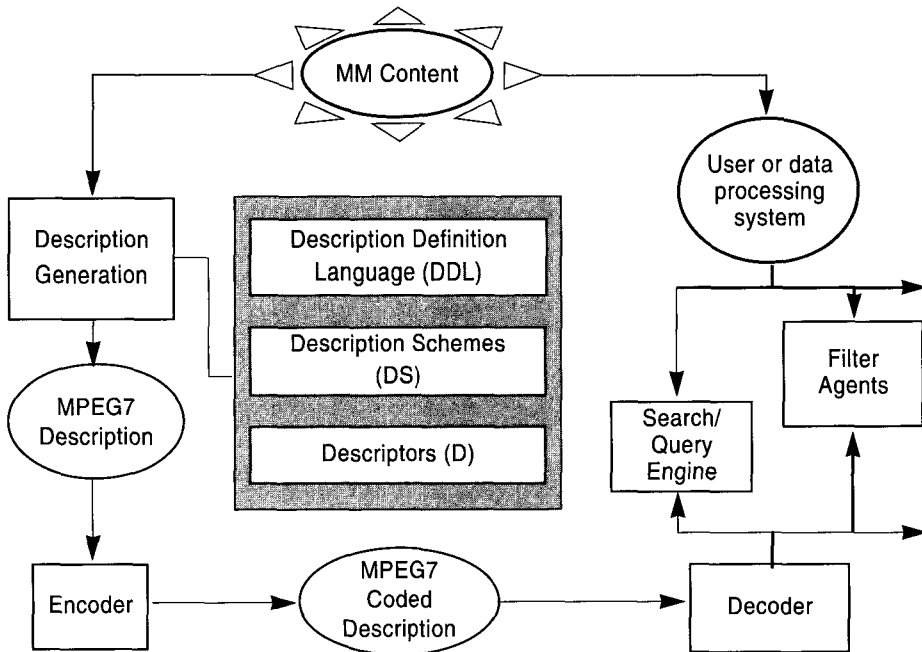 MM Content
User or data
processing
system
Description
Generation
Description Definition
Language (DDL)
Description Schemes
(DS)
Descriptors (D)
Filter
Agents
MPEG7
Description
Search/
Query
Engine
Encoder
MPEG7
Coded
Description
Decoder